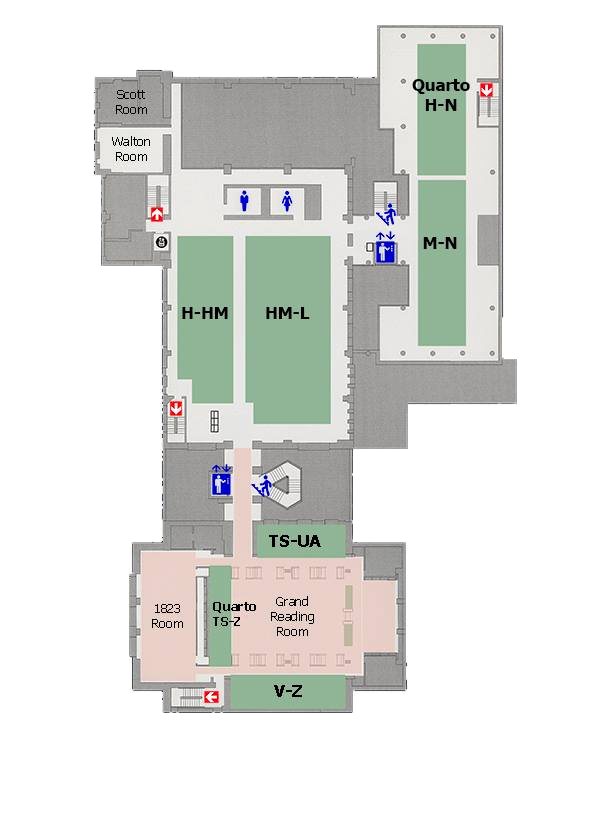 Scott
Room
Quarto
H-N
Walton
Room
M-N
H-HM
HM-L
TS-UA
1823
Room
Quarto
TS-Z
Grand
Reading
Room
V-Z